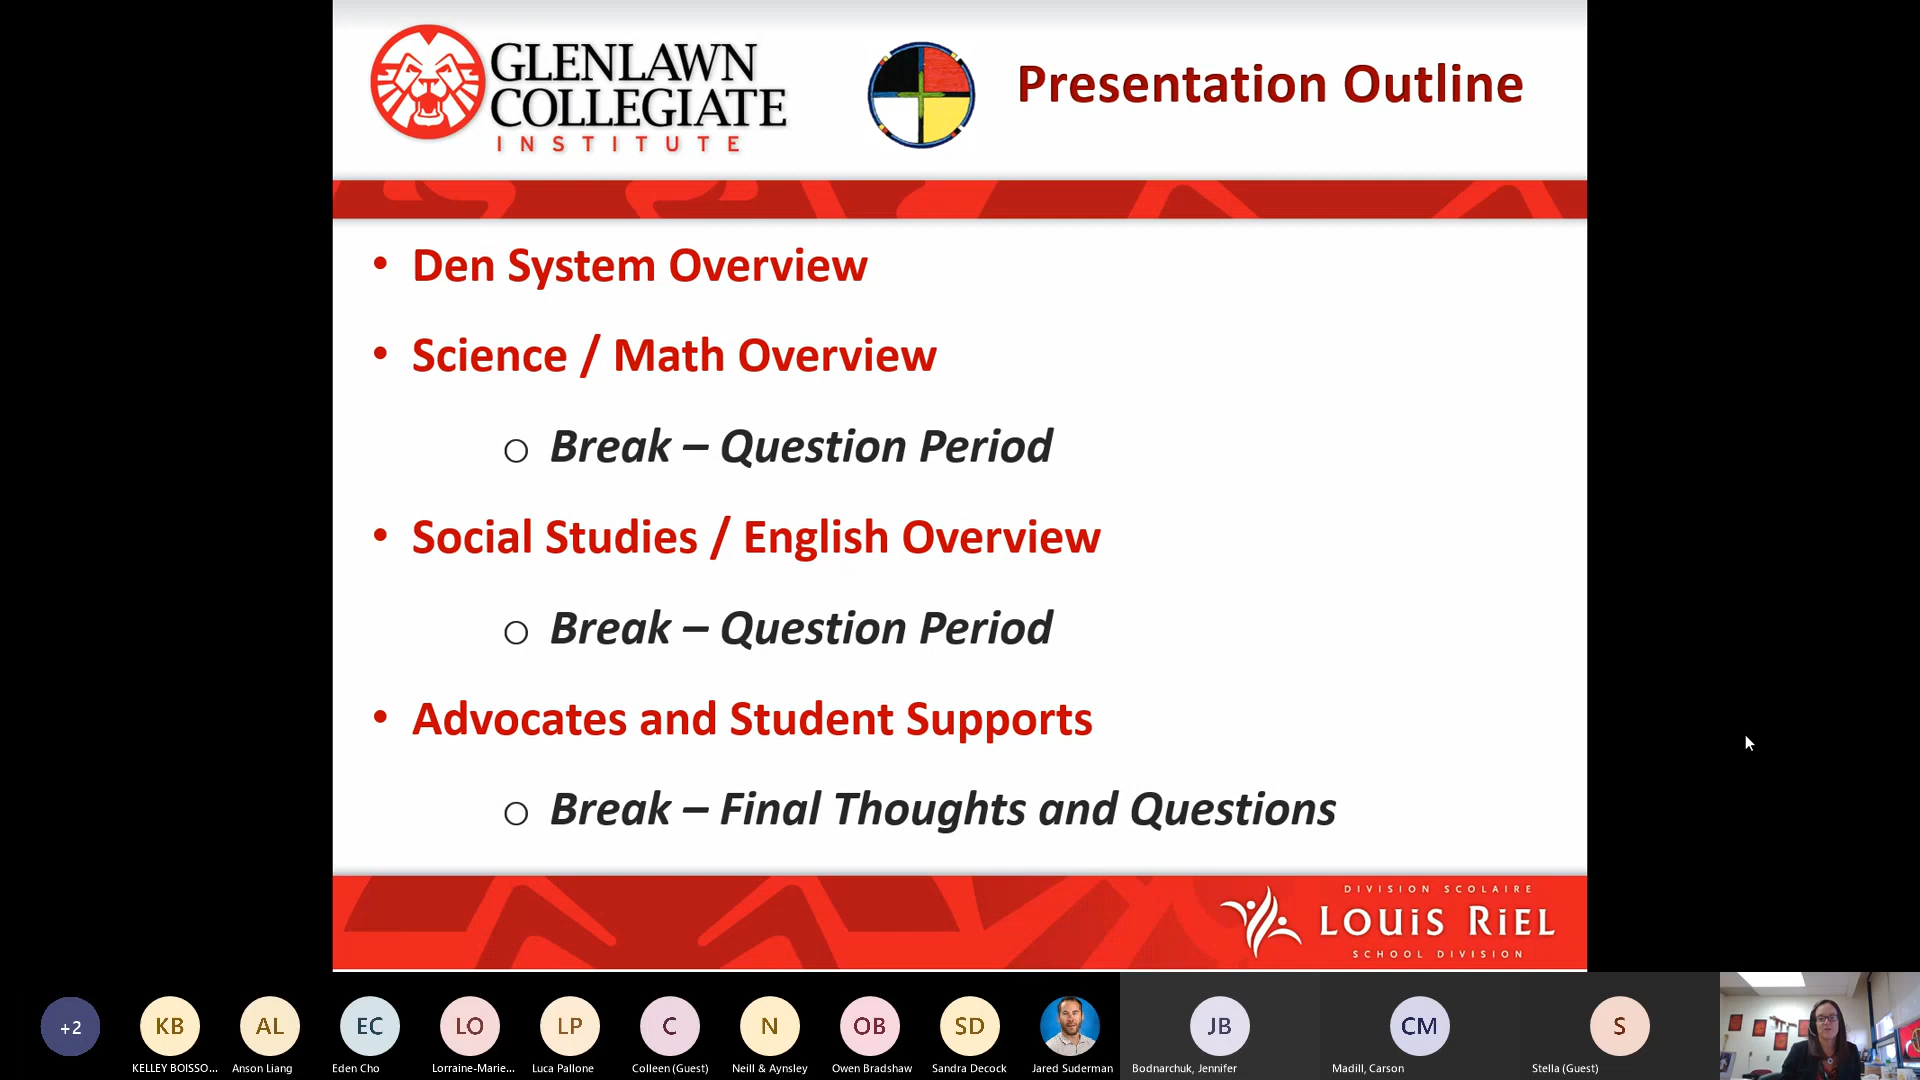 GLENLAWN
COLLEGIATE
INSTITUTE
Presentation Outline
• Den System Overview
• Science / Math Overview
o Break – Question Period
• Social Studies / English Overview
o Break – Question Period
• Advocates and Student Supports
o Break – Final Thoughts and Questions
DIVISION SCOLAIRE
LOUiS RiEL
SCHOOL DIVISION
+2
KB
AL
EC
LO
LP
C
N
OB
SD
JB
CM
S
KELLEY BOISSO...
Anson Liang
Eden Cho
Lorraine-Marie...
Luca Pallone
Colleen (Guest)
Neill & Aynsley
Owen Bradshaw
Sandra Decock
Jared Suderman
Bodnarchuk, Jennifer
Madill, Carson
Stella (Guest)